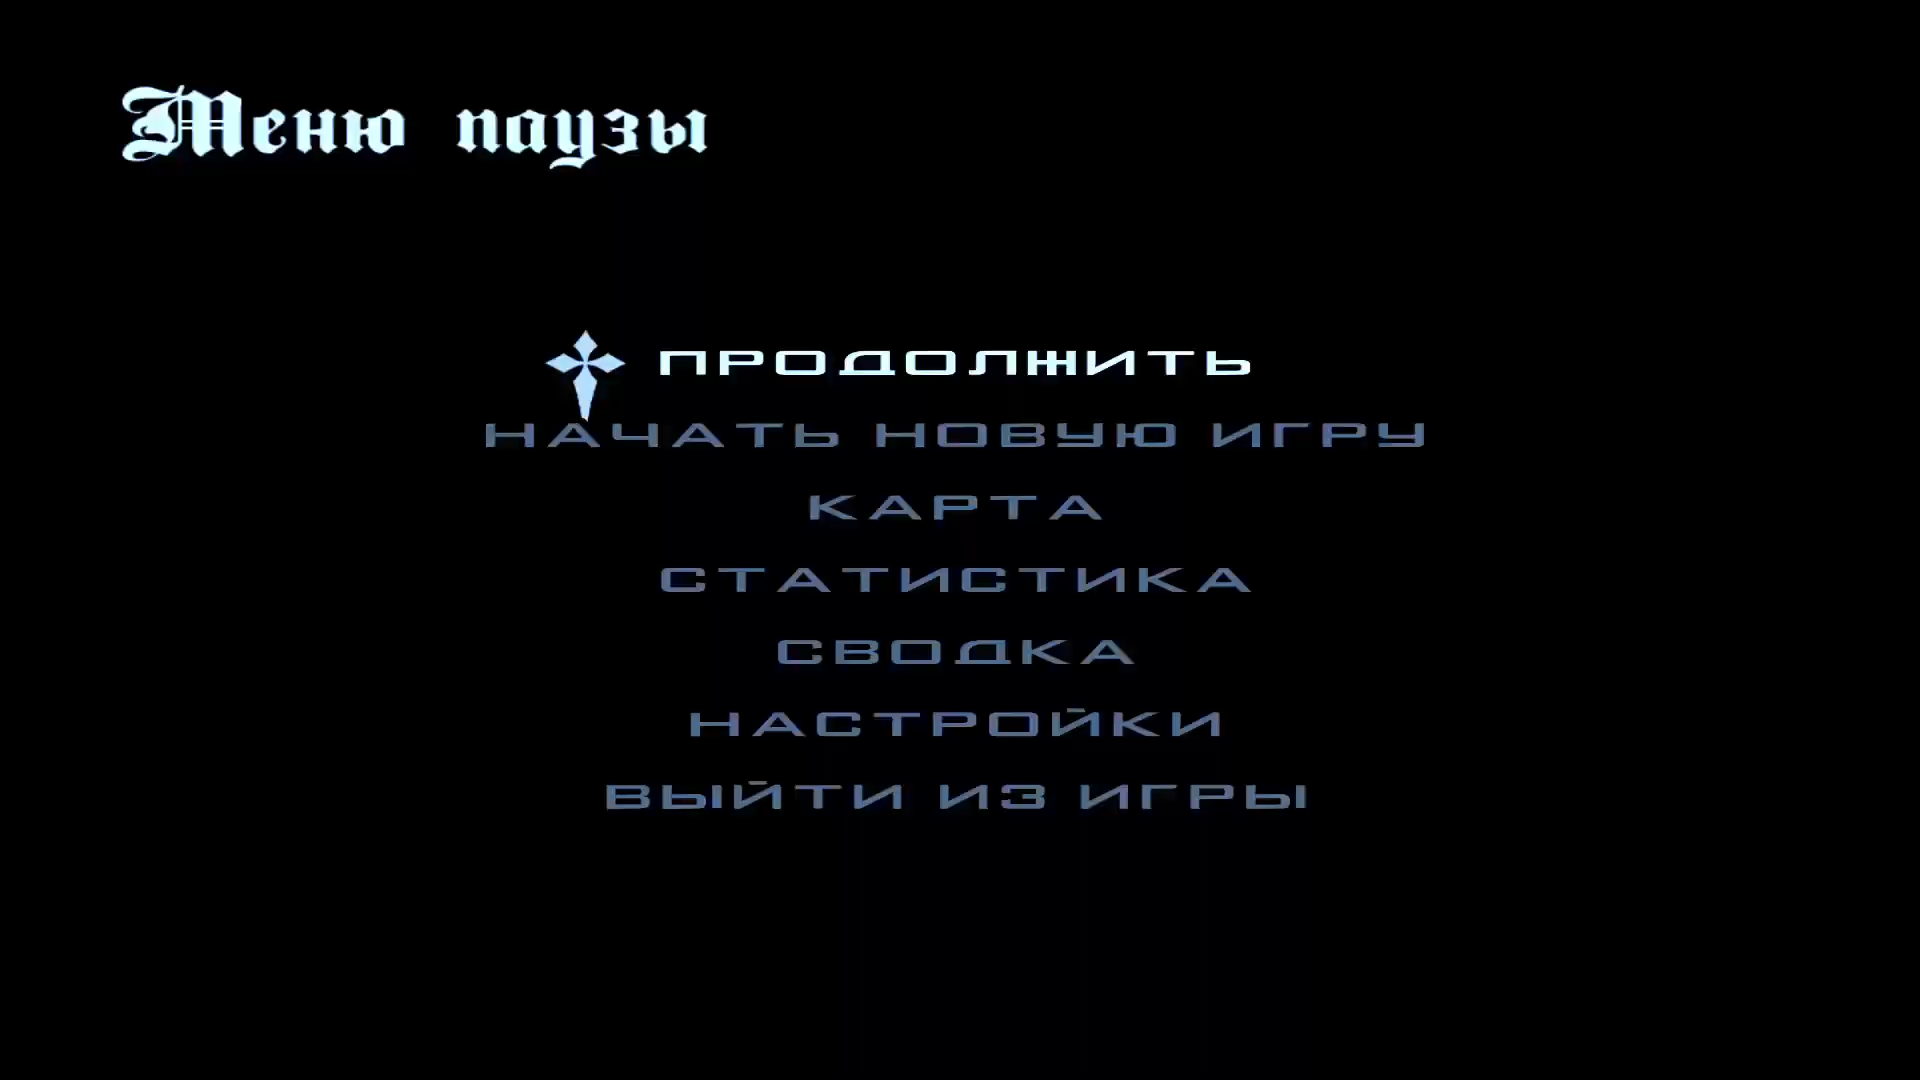 Меню паузы
ПРОДОЛЖИТЬ
НАЧАТЬ НОВУЮ ИГРУ
КАРТА
СТАТИСТИКА
СВОДКА
НАСТРОЙКИ
ВЫЙТИ ИЗ ИГРЫ